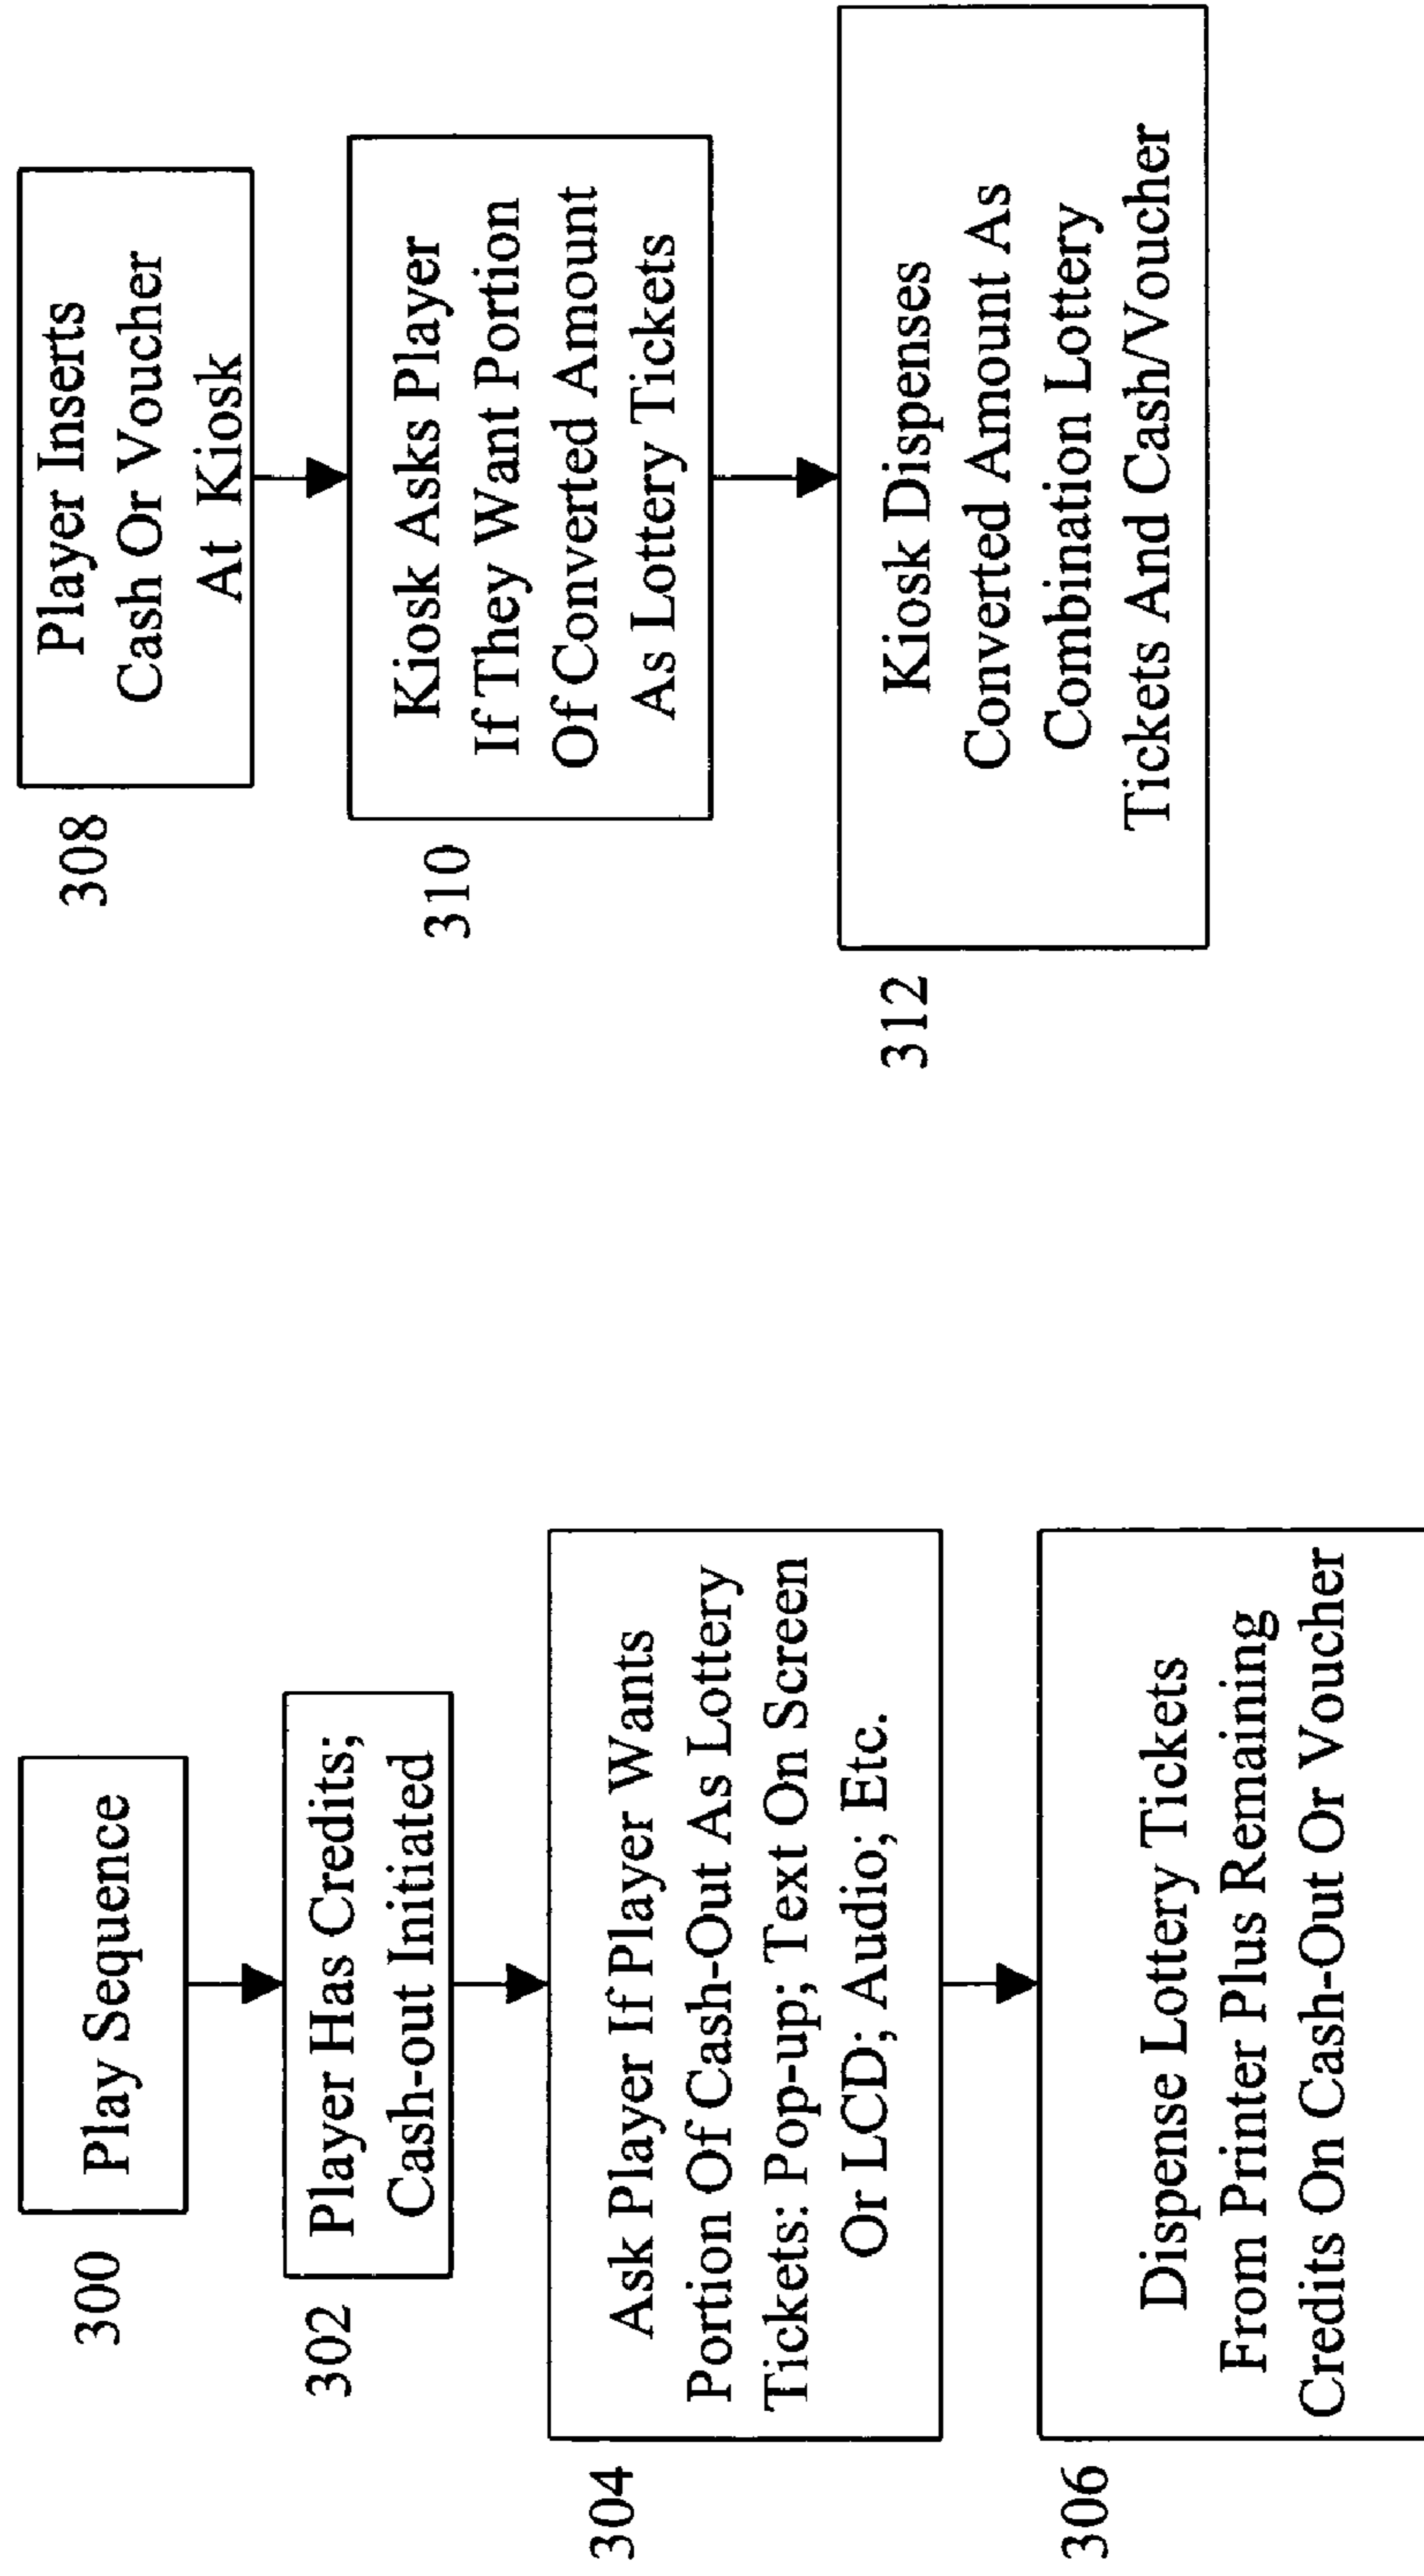 300
Play Sequence
302
Player Has Credits;
Cash-out Initiated
304
Ask Player If Player Wants
Portion Of Cash-Out As Lottery
Tickets: Pop-up; Text On Screen
Or LCD; Audio; Etc.
306
Dispense Lottery Tickets
From Printer Plus Remaining
Credits On Cash-Out Or Voucher
308
Player Inserts
Cash Or Voucher
At Kiosk
310
Kiosk Asks Player
If They Want Portion
Of Converted Amount
As Lottery Tickets
312
Kiosk Dispenses
Converted Amount As
Combination Lottery
Tickets And Cash/Voucher